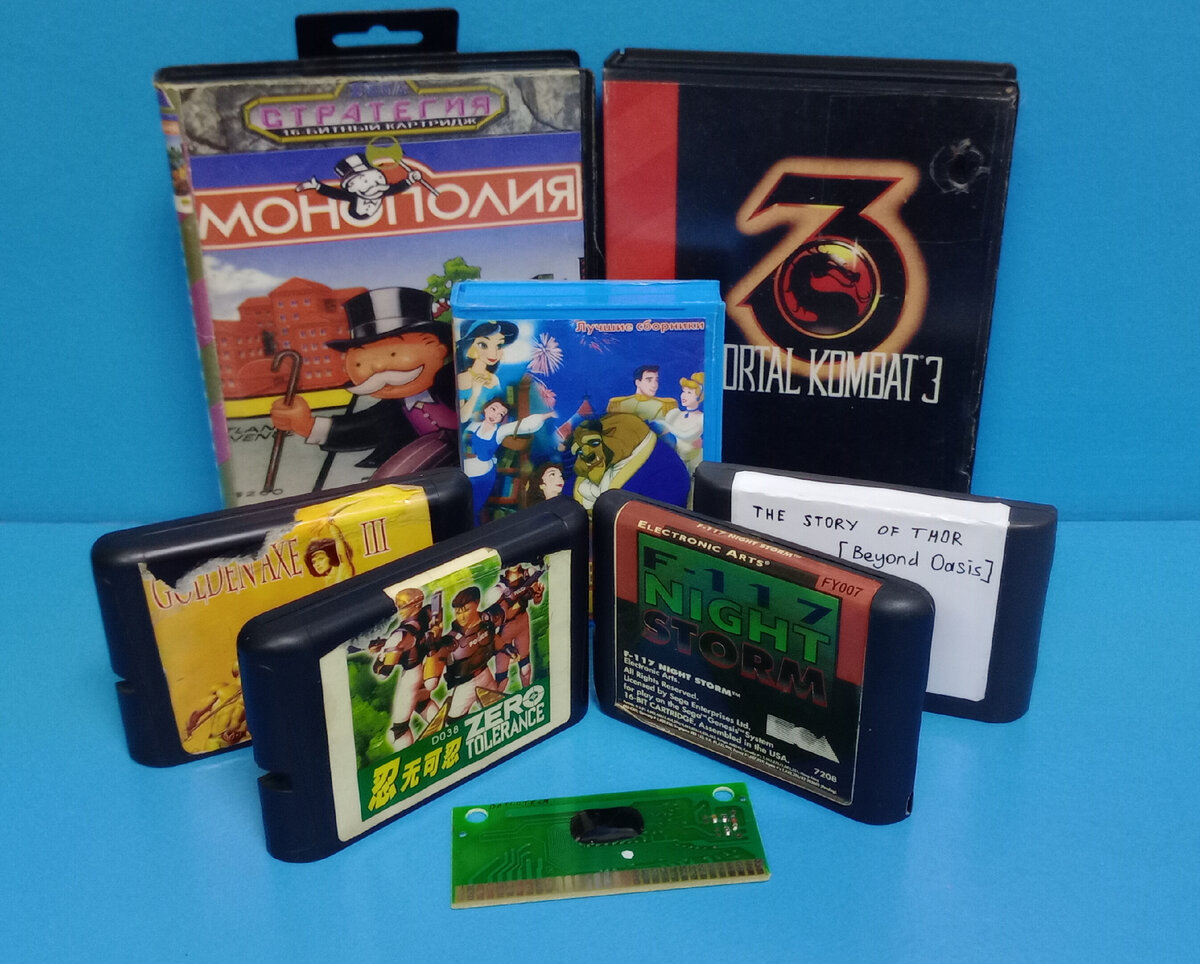 СТРАТЕГИЯ
16-БИТНЫЙ КАРТРИДЖ
МОНОПОЛИЯ
3
ORTAL KOMBAT 3
Лучшие сборники
GOLDEN AXE III
D038
ZERO
TOLERANCE
忍无可忍
POLICE
F-117 NIGHT STORM™
ELECTRONIC ARTS®
FY007
F-117
NIGHT
STORM
F-117 NIGHT STORM™
Electronic Arts.
All Rights Reserved.
Licensed by Sega Enterprises Ltd.
for play on the Sega™ Genesis™ System
16-BIT CARTRIDGE. Assembled in the USA.
7208
THE STORY OF THOR
[Beyond Oasis]